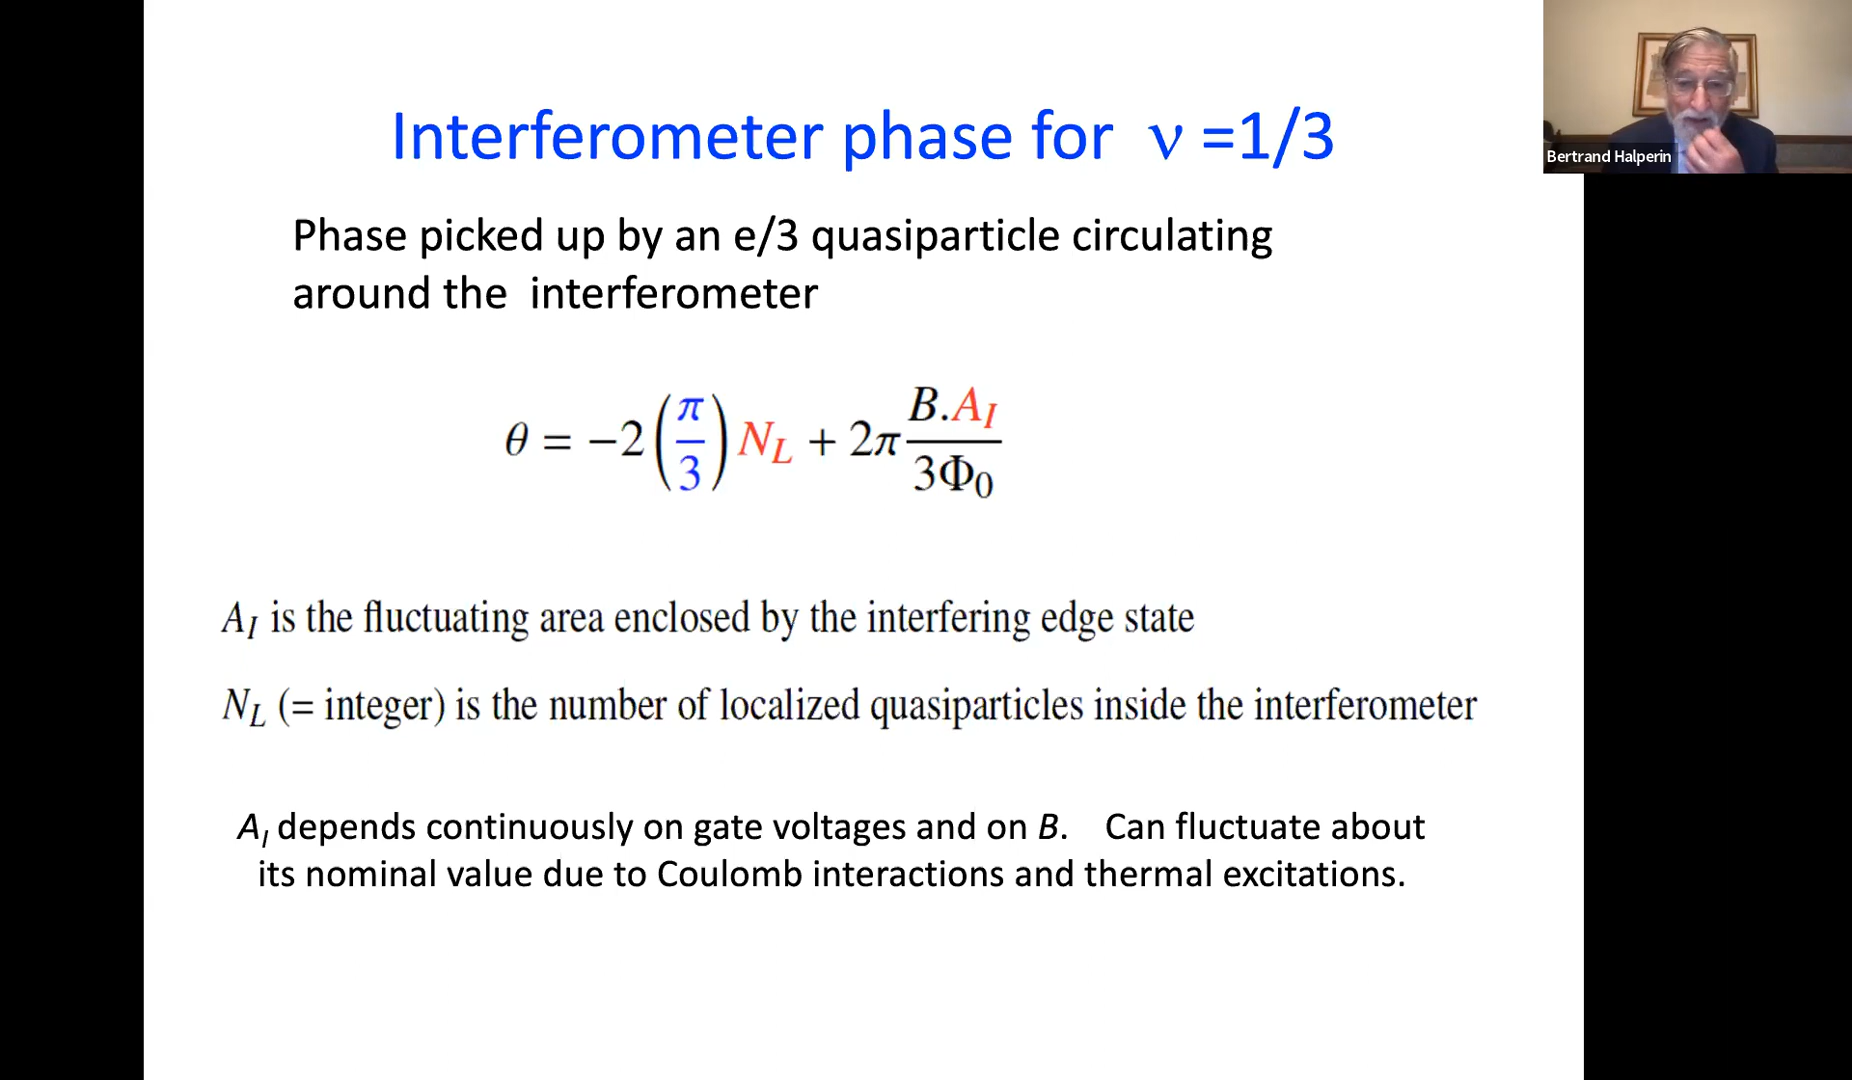 Interferometer phase for ν =1/3
Bertrand Halperin
Phase picked up by an e/3 quasiparticle circulating
around the interferometer
θ = −2(π/3) N_L + 2π B.A_I/3Φ_0
A_I is the fluctuating area enclosed by the interfering edge state
N_L (= integer) is the number of localized quasiparticles inside the interferometer
A_I depends continuously on gate voltages and on B. Can fluctuate about
its nominal value due to Coulomb interactions and thermal excitations.